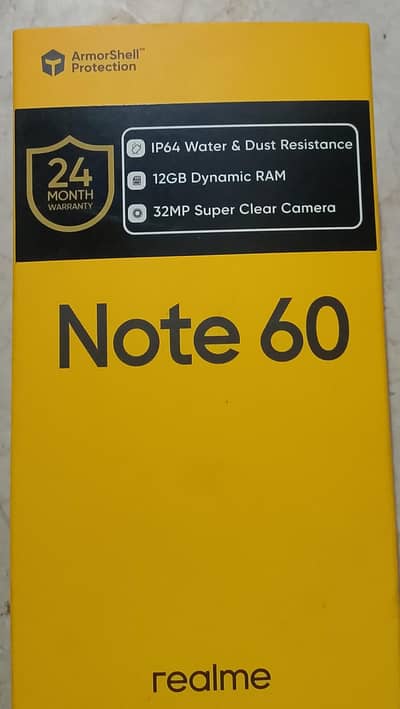 ArmorShell™
Protection
24
MONTH
WARRANTY
IP64 Water & Dust Resistance
12GB Dynamic RAM
32MP Super Clear Camera
Note 60
realme